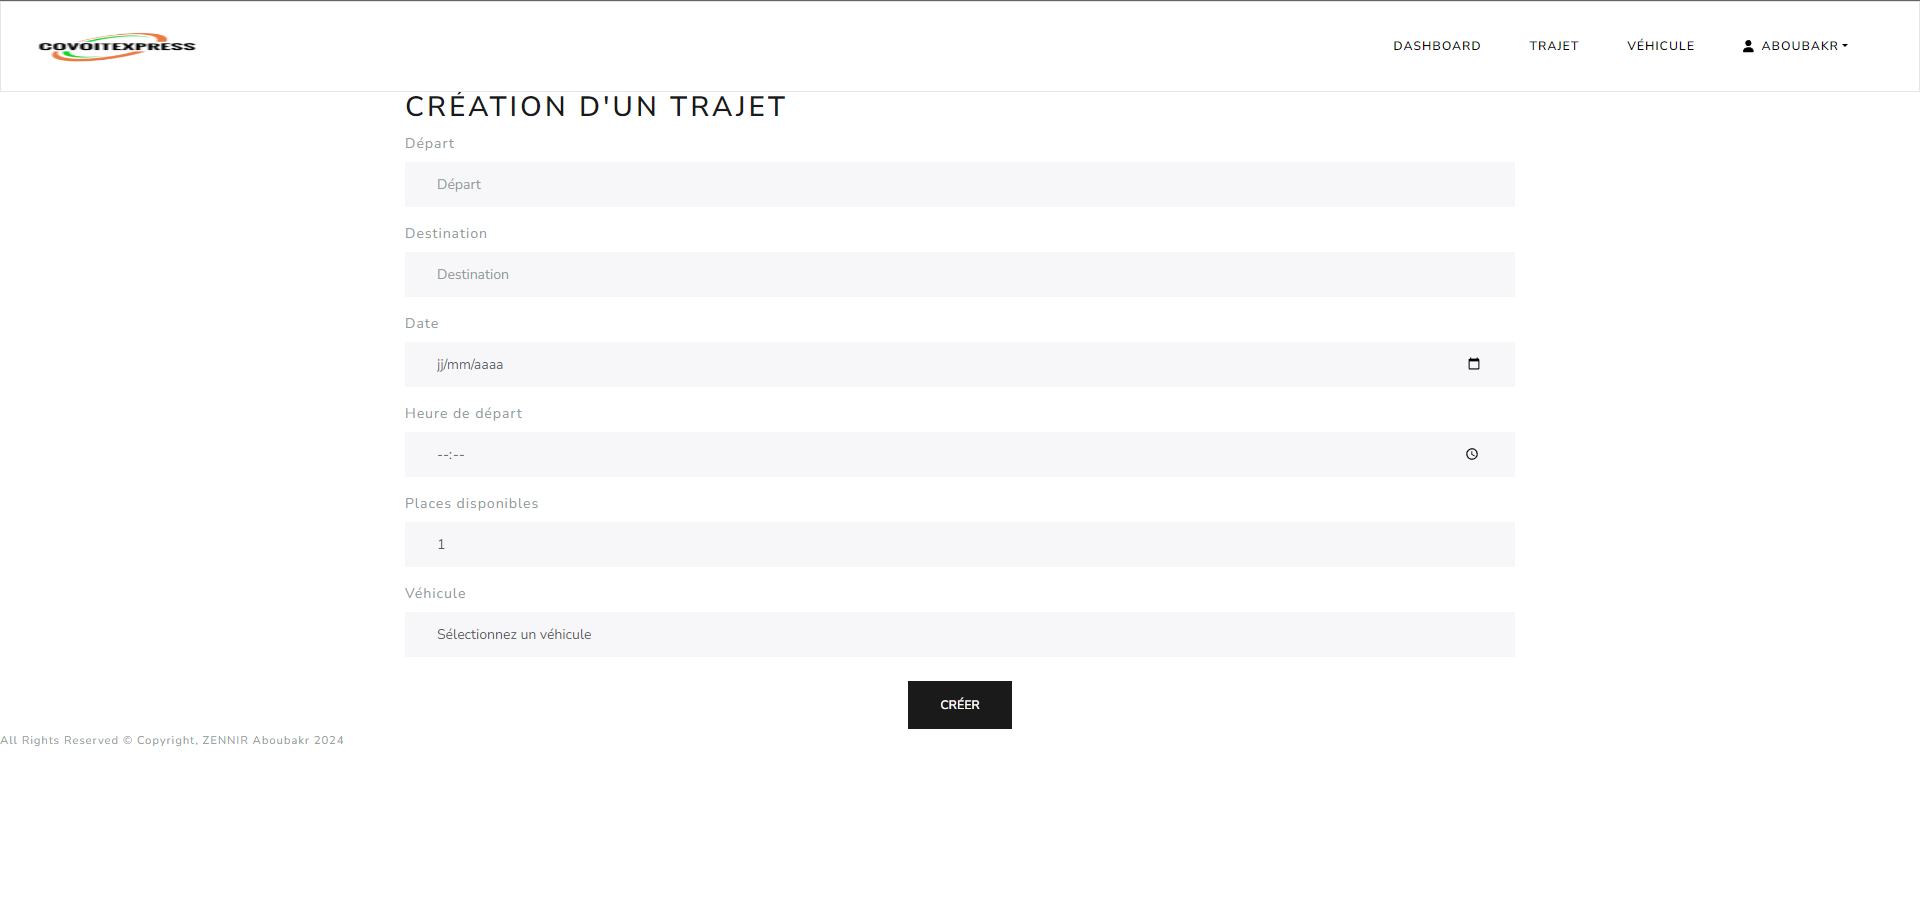 COVOITEXPRESS
DASHBOARD TRAJET VÉHICULE ABOUBAKR
CRÉATION D'UN TRAJET
Départ
Départ
Destination
Destination
Date
jj/mm/aaaa
Heure de départ
--:--
Places disponibles
1
Véhicule
Sélectionnez un véhicule
CRÉER
All Rights Reserved © Copyright, ZENNIR Aboubakr 2024